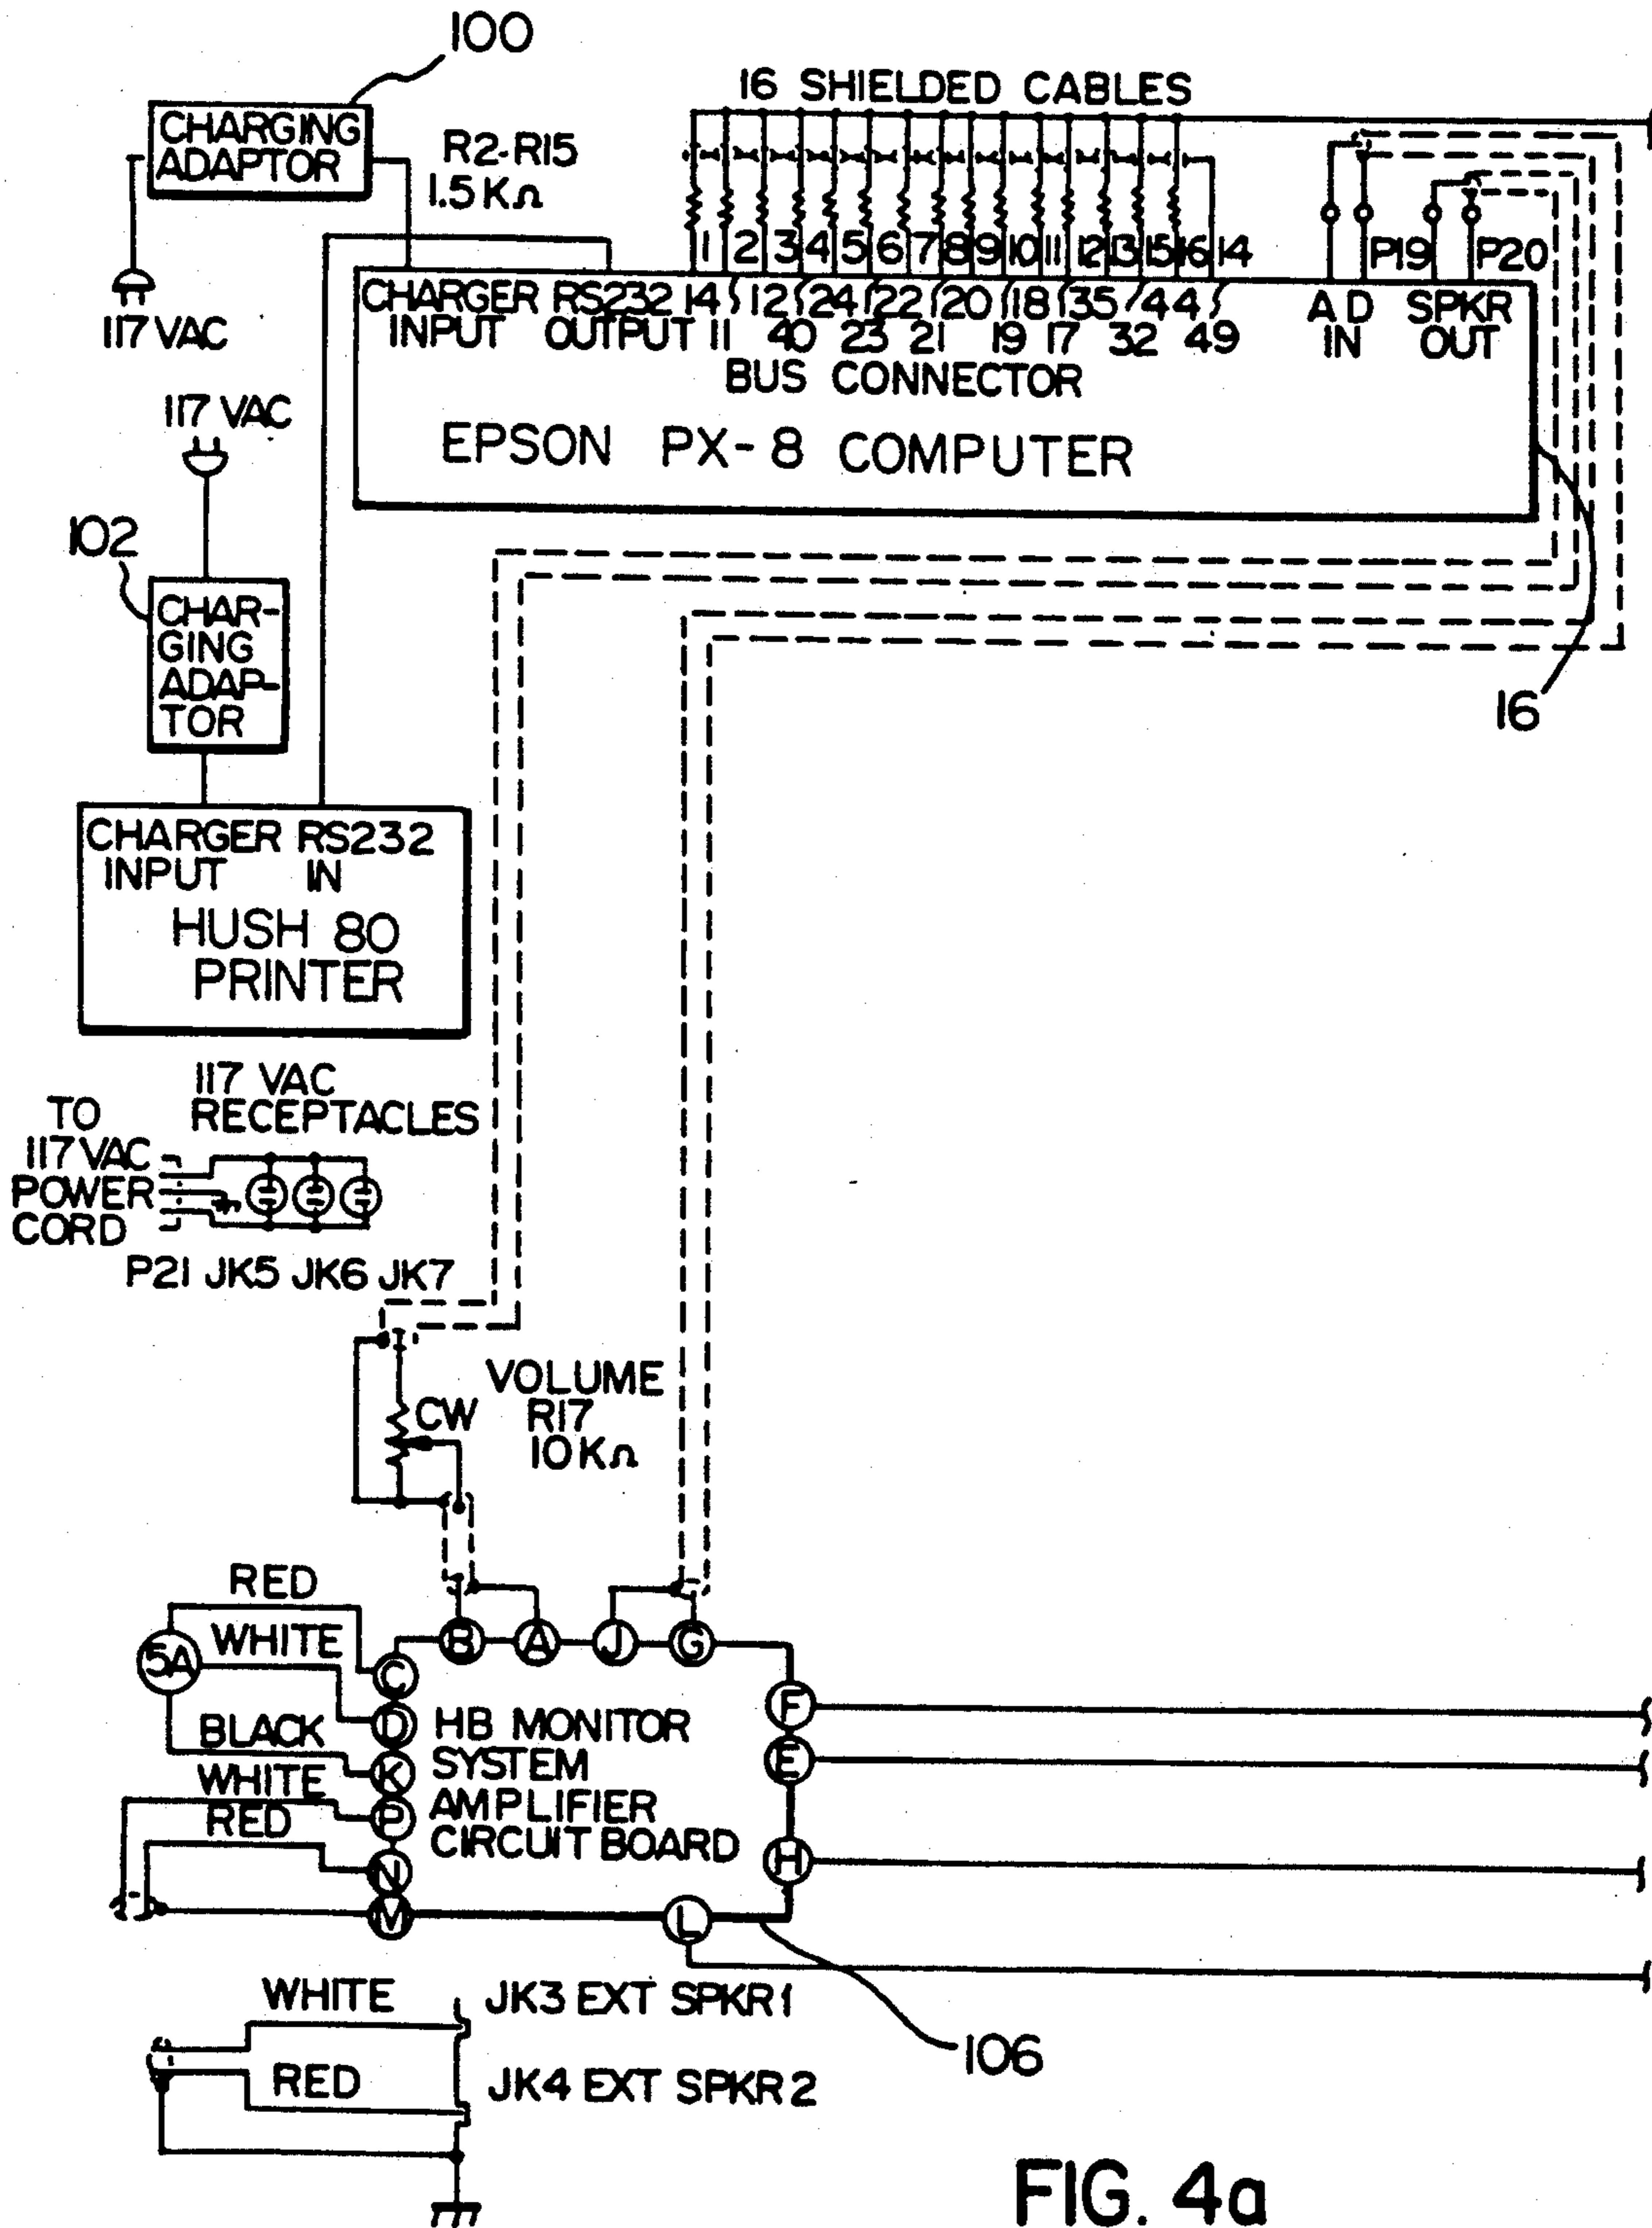 100
16 SHIELDED CABLES
CHARGING
ADAPTOR
R2-R15
1.5 KΩ
117 VAC
1 2 3 4 5 6 7 8 9 10 11 12 13 15 16 14
P19 P20
CHARGER
INPUT
RS232
OUTPUT
14 12 24 22 20 18 35 44 4
11 40 23 21 19 17 32 49
BUS CONNECTOR
A D
IN
SPKR
OUT
EPSON PX-8 COMPUTER
16
117 VAC
102
CHAR-
GING
ADAP-
TOR
CHARGER
INPUT
RS232
IN
HUSH 80
PRINTER
117 VAC
RECEPTACLES
TO
117 VAC
POWER
CORD
P21 JK5 JK6 JK7
VOLUME
R17
10 KΩ
CW
RED
WHITE
5A
BLACK
WHITE
RED
B A J G
C
D
K
P
N
M
L
F
E
H
HB MONITOR
SYSTEM
AMPLIFIER
CIRCUIT BOARD
106
WHITE
JK3 EXT SPKR1
RED
JK4 EXT SPKR2
FIG. 4a